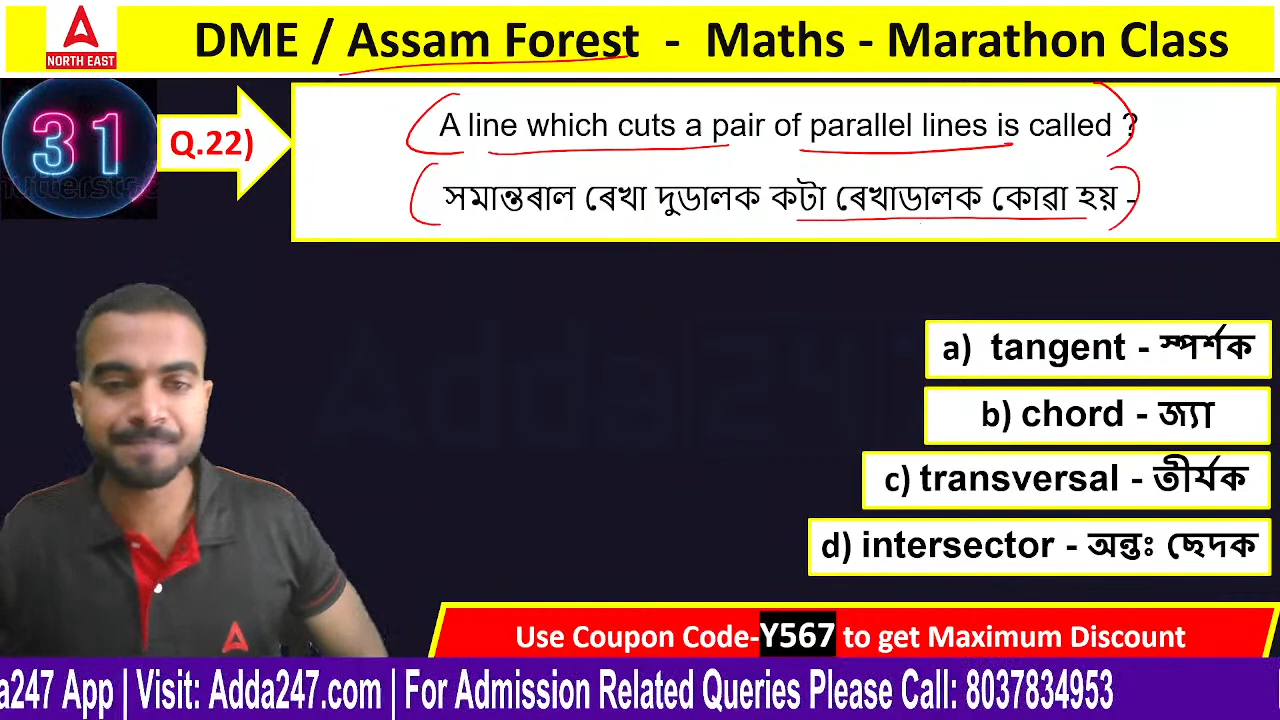 NORTH EAST
DME / Assam Forest - Maths - Marathon Class
31
Q.22)
A line which cuts a pair of parallel lines is called ?
সমান্তৰাল ৰেখা দুডালক কটা ৰেখাডালক কোৱা হয় -
a) tangent - স্পৰ্শক
b) chord - জ্যা
c) transversal - তীৰ্যক
d) intersector - অন্তঃ ছেদক
Use Coupon Code-Y567 to get Maximum Discount
a247 App | Visit: Adda247.com | For Admission Related Queries Please Call: 8037834953